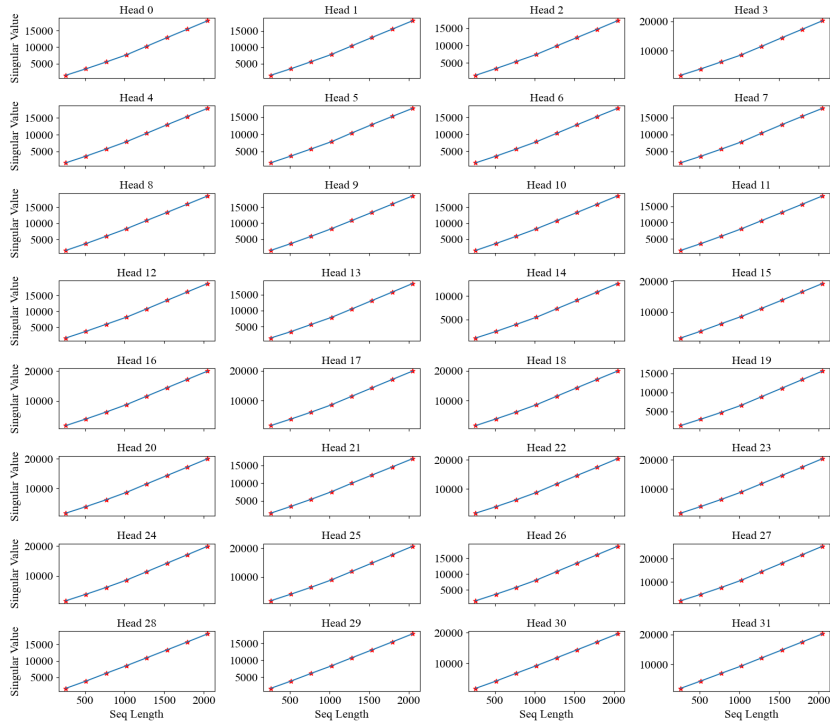 Head 0 Head 1 Head 2 Head 3
Singular Value
15000 15000 15000 20000
10000 10000 10000 10000
5000 5000 5000
Head 4 Head 5 Head 6 Head 7
Singular Value
15000 15000 15000 15000
10000 10000 10000 10000
5000 5000 5000 5000
Head 8 Head 9 Head 10 Head 11
Singular Value
15000 15000 15000 15000
10000 10000 10000 10000
5000 5000 5000 5000
Head 12 Head 13 Head 14 Head 15
Singular Value
15000 15000 10000 20000
10000 10000 5000 10000
5000 5000
Head 16 Head 17 Head 18 Head 19
Singular Value
20000 20000 20000 15000
10000 10000 10000 10000
5000
Head 20 Head 21 Head 22 Head 23
Singular Value
20000 15000 20000 20000
10000 10000 10000 10000
5000
Head 24 Head 25 Head 26 Head 27
Singular Value
20000 20000 15000 20000
10000 10000 10000 10000
5000
Head 28 Head 29 Head 30 Head 31
Singular Value
15000 15000 20000 20000
10000 10000 10000 10000
5000 5000
500 1000 1500 2000 500 1000 1500 2000 500 1000 1500 2000 500 1000 1500 2000
Seq Length Seq Length Seq Length Seq Length